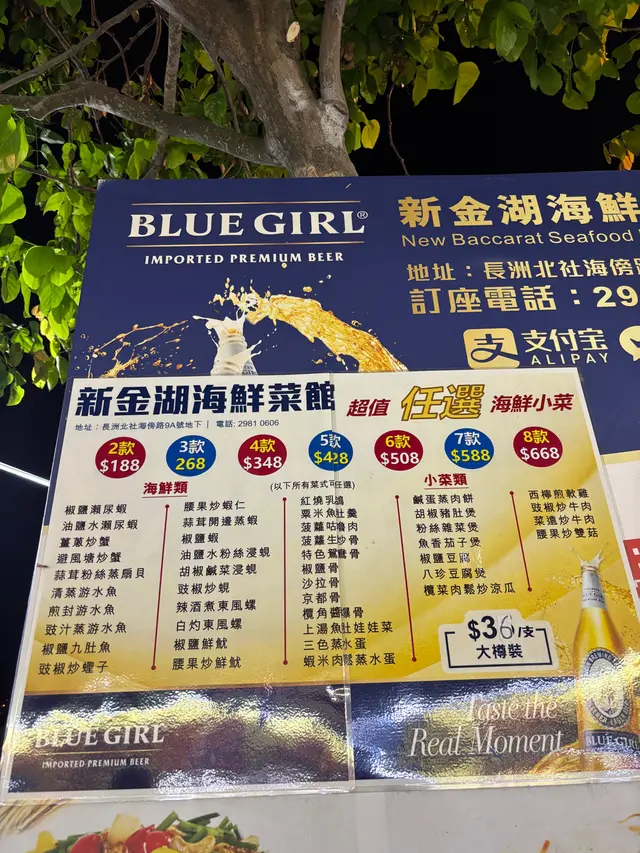 BLUE GIRL®
IMPORTED PREMIUM BEER
新金湖海鮮
New Baccarat Seafood
地址：長洲北社海傍
訂座電話：29
支 支付宝
ALIPAY
新金湖海鮮菜館
地址：長洲北社海傍路9A號地下 | 電話: 2981 0606
超值 任選 海鮮小菜
2款 $188
3款 268
4款 $348
5款 $428
6款 $508
7款 $588
8款 $668
(以下所有菜式可任選)
海鮮類
椒鹽瀨尿蝦
油鹽水瀨尿蝦
薑蔥炒蟹
避風塘炒蟹
蒜茸粉絲蒸扇貝
清蒸游水魚
煎封游水魚
豉汁蒸游水魚
椒鹽九肚魚
豉椒炒蟶子
腰果炒蝦仁
蒜茸開邊蒸蝦
椒鹽蝦
油鹽水粉絲浸蜆
胡椒鹹菜浸蜆
豉椒炒蜆
辣酒煮東風螺
白灼東風螺
椒鹽鮮魷
腰果炒鮮魷
小菜類
紅燒乳鴿
粟米魚肚羹
菠蘿咕嚕肉
菠蘿生炒骨
特色鴛鴦骨
椒鹽骨
沙拉骨
京都骨
欖角醬爆骨
上湯魚肚娃娃菜
三色蒸水蛋
蝦米肉鬆蒸水蛋
鹹蛋蒸肉餅
胡椒豬肚煲
粉絲雜菜煲
魚香茄子煲
椒鹽豆腐
八珍豆腐煲
欖菜肉鬆炒涼瓜
西檸煎軟雞
豉椒炒牛肉
菜遠炒牛肉
腰果炒雙菇
$36/支
大樽裝
BLUE GIRL
IMPORTED PREMIUM BEER
Taste the
Real Moment
BLUE GIRL